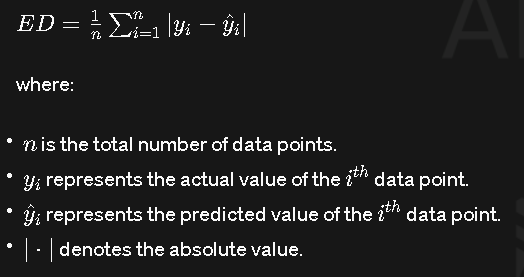 ED = \frac{1}{n} \sum_{i=1}^{n} |y_i − \hat{y}_i|
where:
• n is the total number of data points.
• y_i represents the actual value of the i^{th} data point.
• \hat{y}_i represents the predicted value of the i^{th} data point.
• | · | denotes the absolute value.